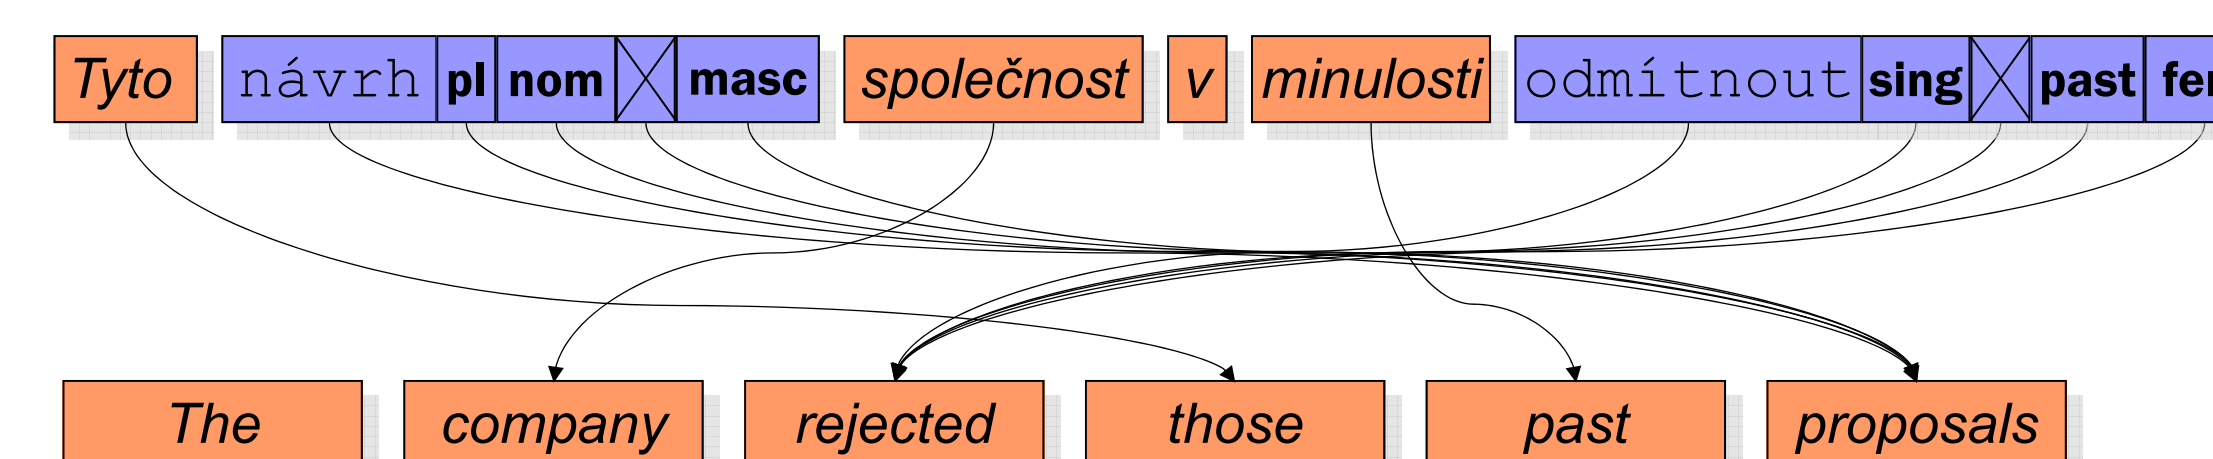 Tyto návrh pl nom masc společnost v minulosti odmítnout sing past
The company rejected those past proposals